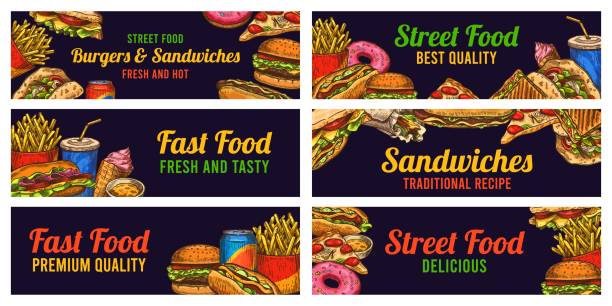 STREET FOOD
Burgers & Sandwiches
FRESH AND HOT
Street Food
BEST QUALITY
Fast Food
FRESH AND TASTY
Sandwiches
TRADITIONAL RECIPE
Fast Food
PREMIUM QUALITY
Street Food
DELICIOUS